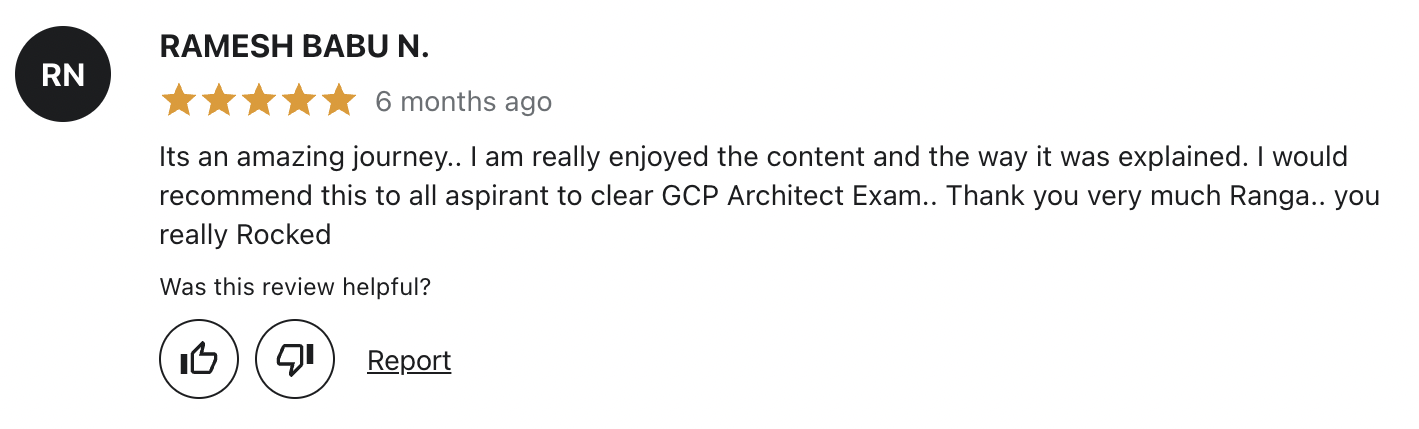 RN
RAMESH BABU N.
6 months ago
Its an amazing journey.. I am really enjoyed the content and the way it was explained. I would
recommend this to all aspirant to clear GCP Architect Exam.. Thank you very much Ranga.. you
really Rocked
Was this review helpful?
Report